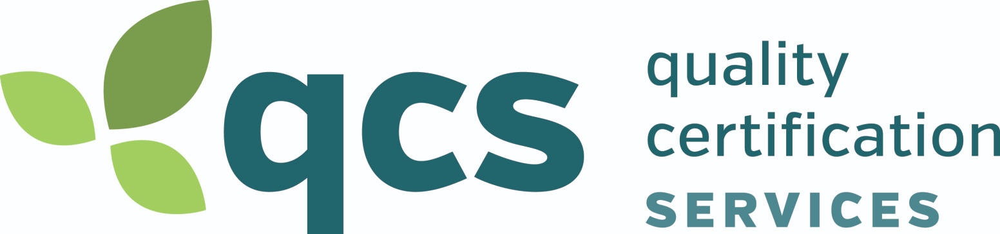 qcs
quality
certification
SERVICES